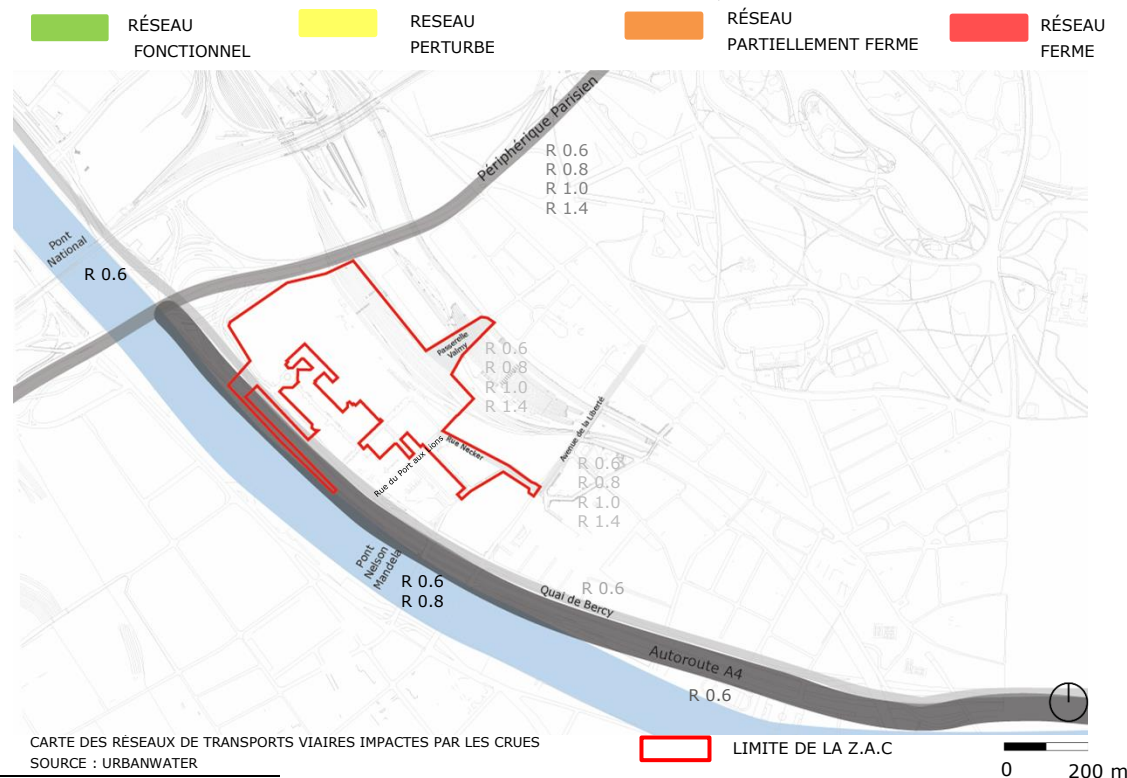 RÉSEAU
FONCTIONNEL
RESEAU
PERTURBE
RÉSEAU
PARTIELLEMENT FERME
RÉSEAU
FERME
Périphérique Parisien
R 0.6
R 0.8
R 1.0
R 1.4
Pont
National
R 0.6
Passerelle
Valmy
R 0.6
R 0.8
R 1.0
R 1.4
Avenue de la Liberté
Rue du Port aux Lions
Rue Necker
R 0.6
R 0.8
R 1.0
R 1.4
Pont
Nelson
Mandela
R 0.6
R 0.8
Quai de Bercy
R 0.6
Autoroute A4
R 0.6
CARTE DES RÉSEAUX DE TRANSPORTS VIAIRES IMPACTES PAR LES CRUES
SOURCE : URBANWATER
LIMITE DE LA Z.A.C
0 200 m